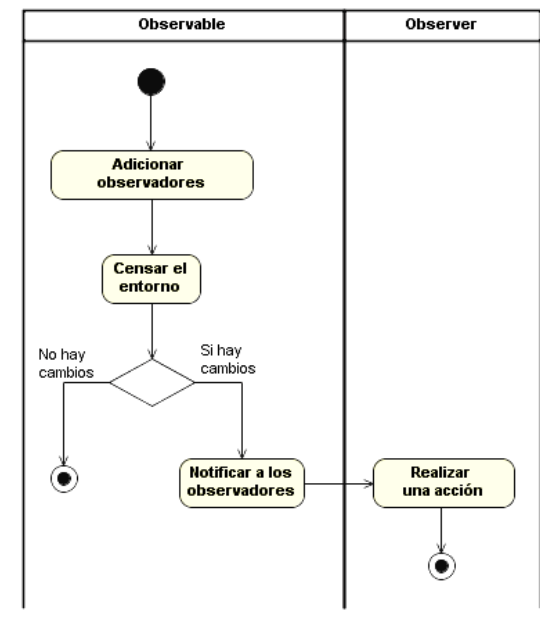 Observable
Observer
Adicionar
observadores
Censar el
entorno
No hay
cambios
Si hay
cambios
Notificar a los
observadores
Realizar
una acción